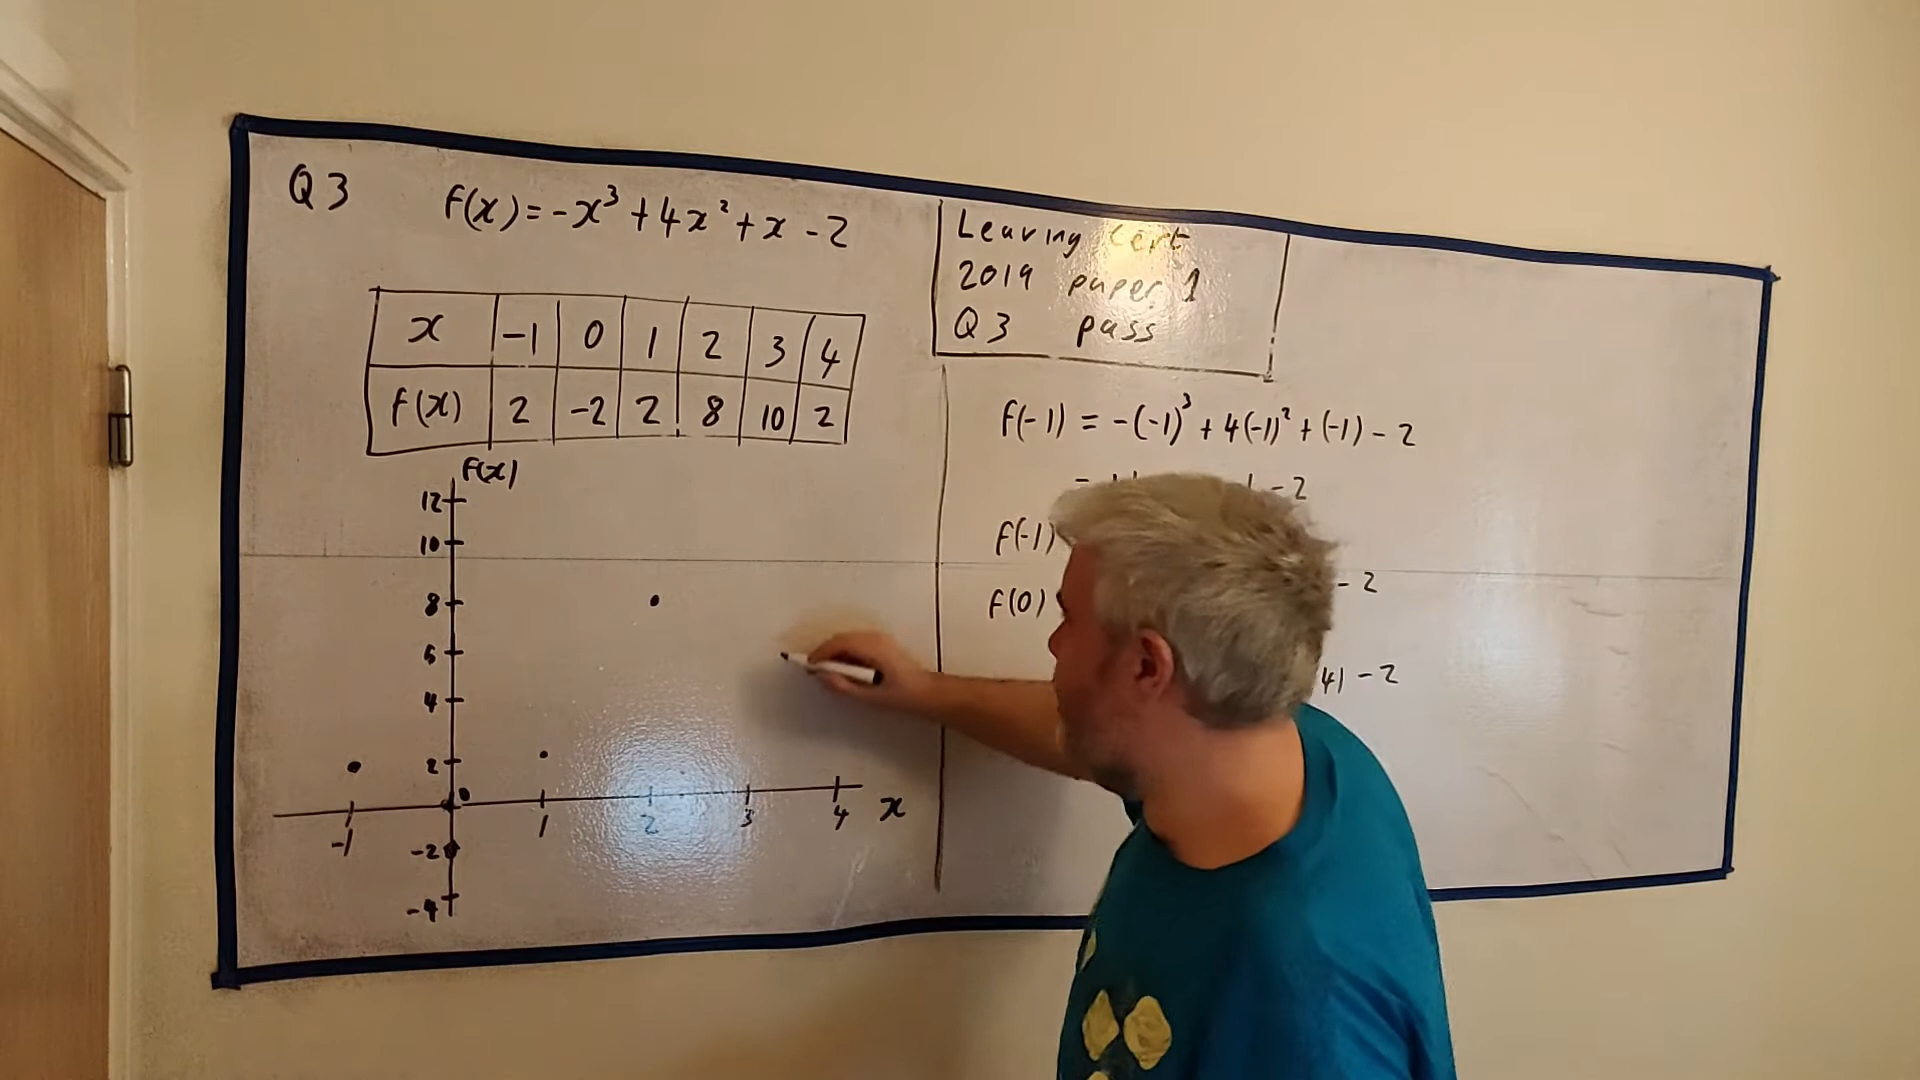 Q3 f(x) = -x³ + 4x² + x - 2
Leaving Cert
2019 paper 1
Q3 pass
x -1 0 1 2 3 4
f(x) 2 -2 2 8 10 2
f(x)
12
10
8
6
4
2
0
-2
-4
-1 1 2 3 4 x
f(-1) = -(-1)³ + 4(-1)² + (-1) - 2
- 2
f(-1)
f(0) - 2
4) - 2